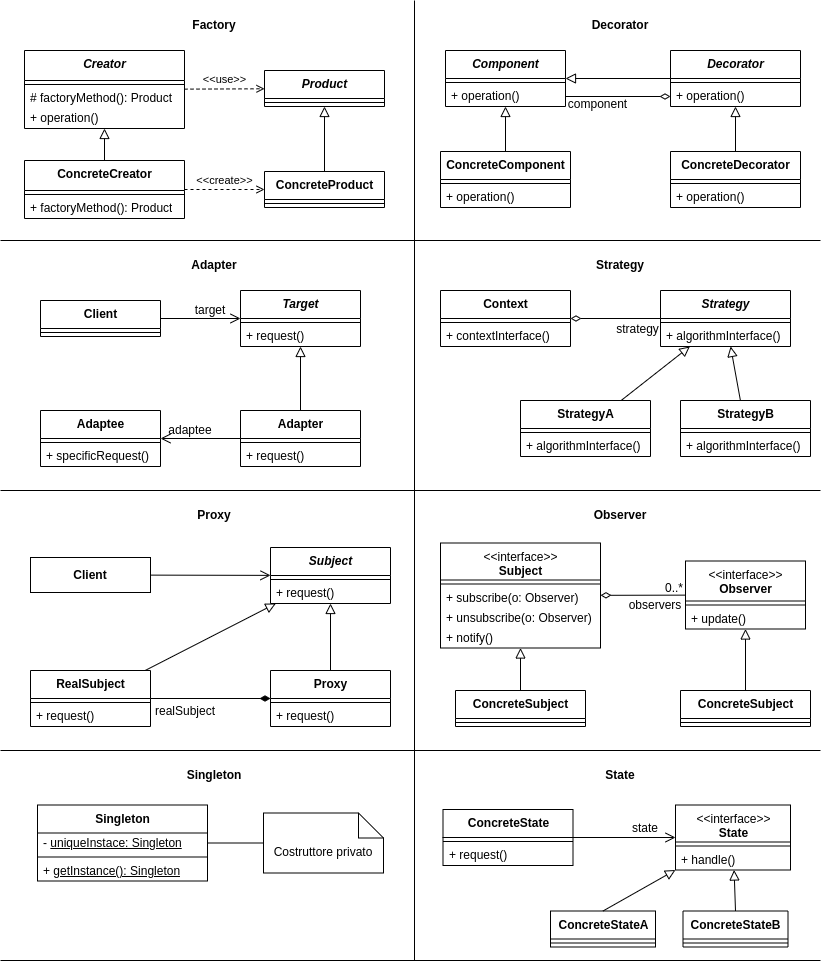 Factory
Creator
# factoryMethod(): Product
+ operation()
<<use>>
Product
ConcreteCreator
+ factoryMethod(): Product
<<create>>
ConcreteProduct
Decorator
Component
+ operation()
component
Decorator
+ operation()
ConcreteComponent
+ operation()
ConcreteDecorator
+ operation()
Adapter
Client
target
Target
+ request()
Adaptee
+ specificRequest()
adaptee
Adapter
+ request()
Strategy
Context
+ contextInterface()
strategy
Strategy
+ algorithmInterface()
StrategyA
+ algorithmInterface()
StrategyB
+ algorithmInterface()
Proxy
Client
Subject
+ request()
RealSubject
+ request()
realSubject
Proxy
+ request()
Observer
<<interface>>
Subject
+ subscribe(o: Observer)
+ unsubscribe(o: Observer)
+ notify()
0..*
observers
<<interface>>
Observer
+ update()
ConcreteSubject
ConcreteSubject
Singleton
Singleton
- uniqueInstace: Singleton
+ getInstance(): Singleton
Costruttore privato
State
ConcreteState
+ request()
state
<<interface>>
State
+ handle()
ConcreteStateA
ConcreteStateB